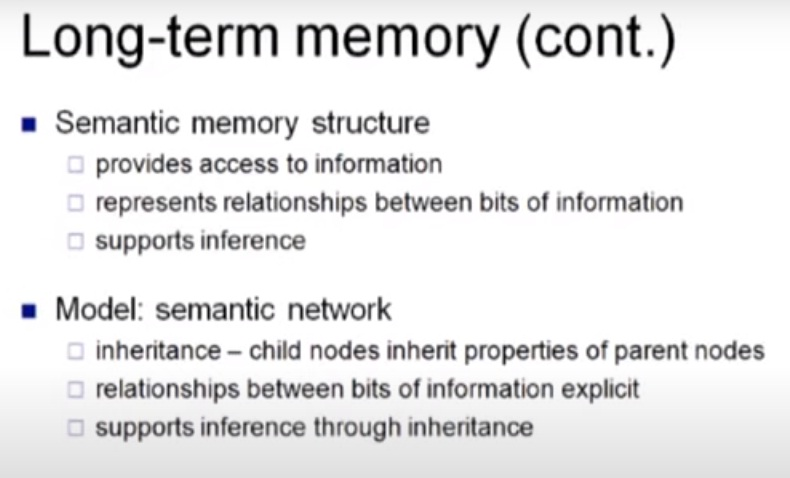 Long-term memory (cont.)
Semantic memory structure
provides access to information
represents relationships between bits of information
supports inference
Model: semantic network
inheritance – child nodes inherit properties of parent nodes
relationships between bits of information explicit
supports inference through inheritance